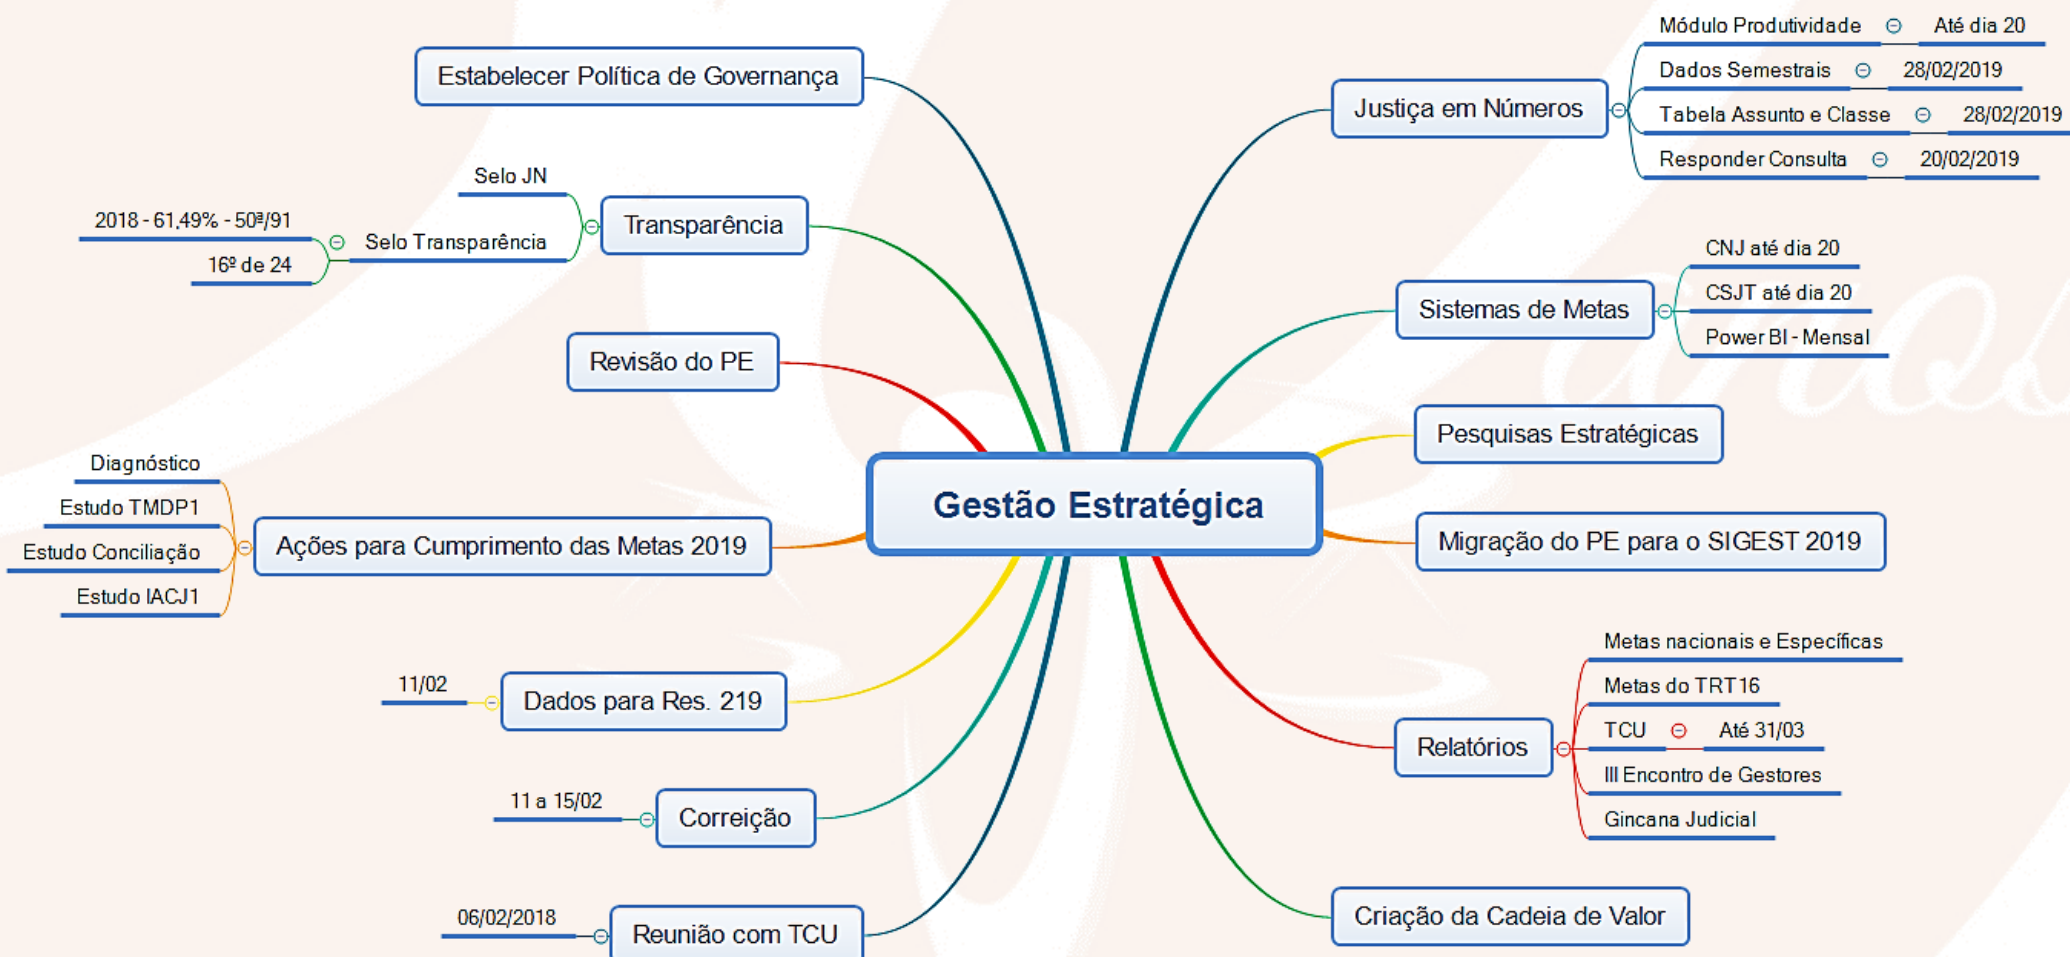 Gestão Estratégica
Justiça em Números
Módulo Produtividade
Até dia 20
Dados Semestrais
28/02/2019
Tabela Assunto e Classe
28/02/2019
Responder Consulta
20/02/2019
Sistemas de Metas
CNJ até dia 20
CSJT até dia 20
Power BI - Mensal
Pesquisas Estratégicas
Migração do PE para o SIGEST 2019
Relatórios
Metas nacionais e Específicas
Metas do TRT16
TCU
Até 31/03
III Encontro de Gestores
Gincana Judicial
Criação da Cadeia de Valor
Estabelecer Política de Governança
Transparência
Selo JN
Selo Transparência
2018 - 61,49% - 50ª/91
16º de 24
Revisão do PE
Ações para Cumprimento das Metas 2019
Diagnóstico
Estudo TMDP1
Estudo Conciliação
Estudo IACJ1
Dados para Res. 219
11/02
Correição
11 a 15/02
Reunião com TCU
06/02/2018